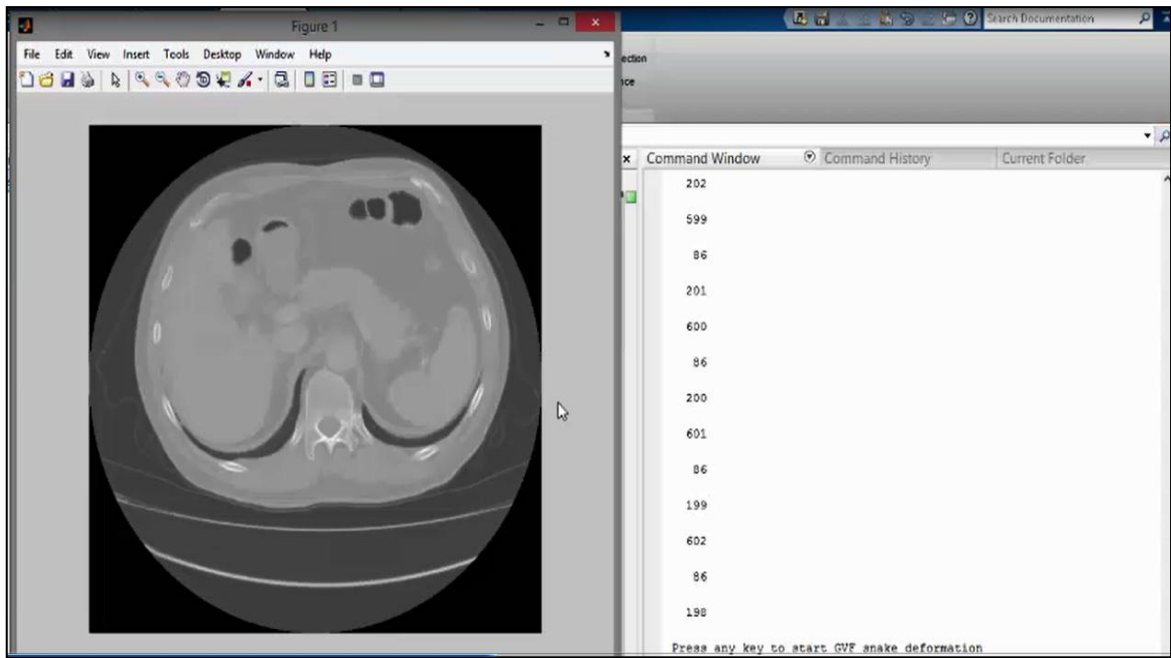 Figure 1
Search Documentation
File Edit View Insert Tools Desktop Window Help
ection
ce
Command Window Command History Current Folder
202
599
86
201
600
86
200
601
86
199
602
86
198
Press any key to start GVF snake deformation